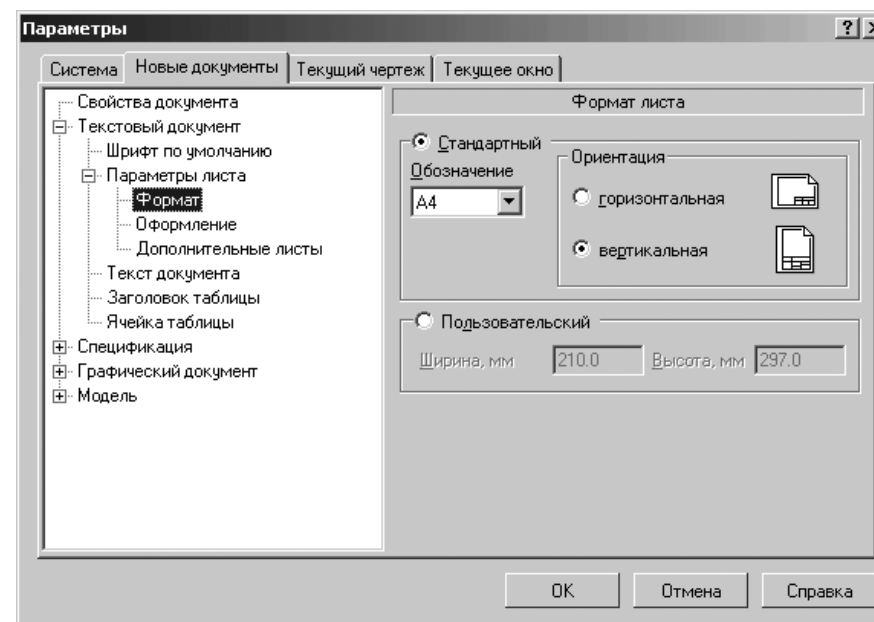 Параметры
Система Новые документы Текущий чертеж Текущее окно
Свойства документа
Текстовый документ
Шрифт по умолчанию
Параметры листа
Формат
Оформление
Дополнительные листы
Текст документа
Заголовок таблицы
Ячейка таблицы
Спецификация
Графический документ
Модель
Формат листа
Стандартный
Обозначение
A4
Ориентация
горизонтальная
вертикальная
Пользовательский
Ширина, мм 210.0 Высота, мм 297.0
OK Отмена Справка